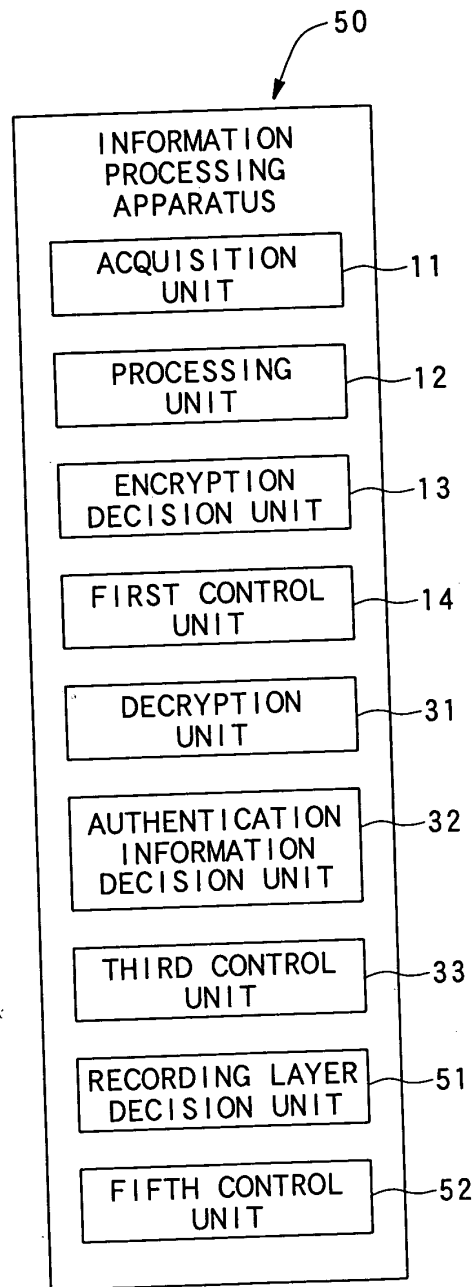 50
INFORMATION
PROCESSING
APPARATUS
ACQUISITION
UNIT
11
PROCESSING
UNIT
12
ENCRYPTION
DECISION UNIT
13
FIRST CONTROL
UNIT
14
DECRYPTION
UNIT
31
AUTHENTICATION
INFORMATION
DECISION UNIT
32
THIRD CONTROL
UNIT
33
RECORDING LAYER
DECISION UNIT
51
FIFTH CONTROL
UNIT
52